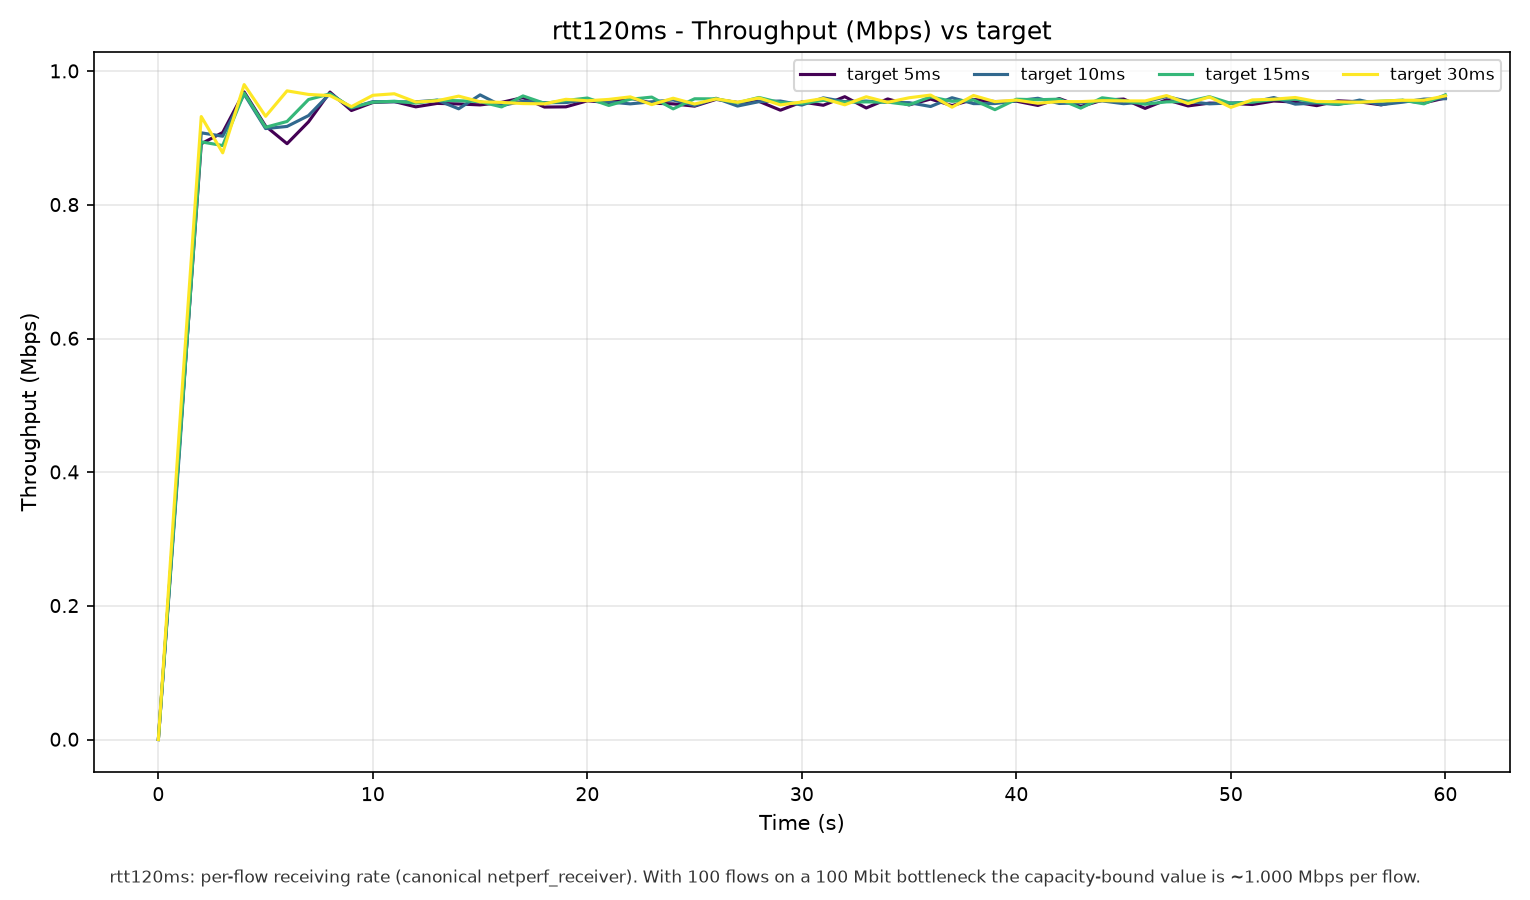 rtt120ms - Throughput (Mbps) vs target
target 5ms target 10ms target 15ms target 30ms
Throughput (Mbps)
1.0
0.8
0.6
0.4
0.2
0.0
0 10 20 30 40 50 60
Time (s)
rtt120ms: per-flow receiving rate (canonical netperf_receiver). With 100 flows on a 100 Mbit bottleneck the capacity-bound value is ~1.000 Mbps per flow.